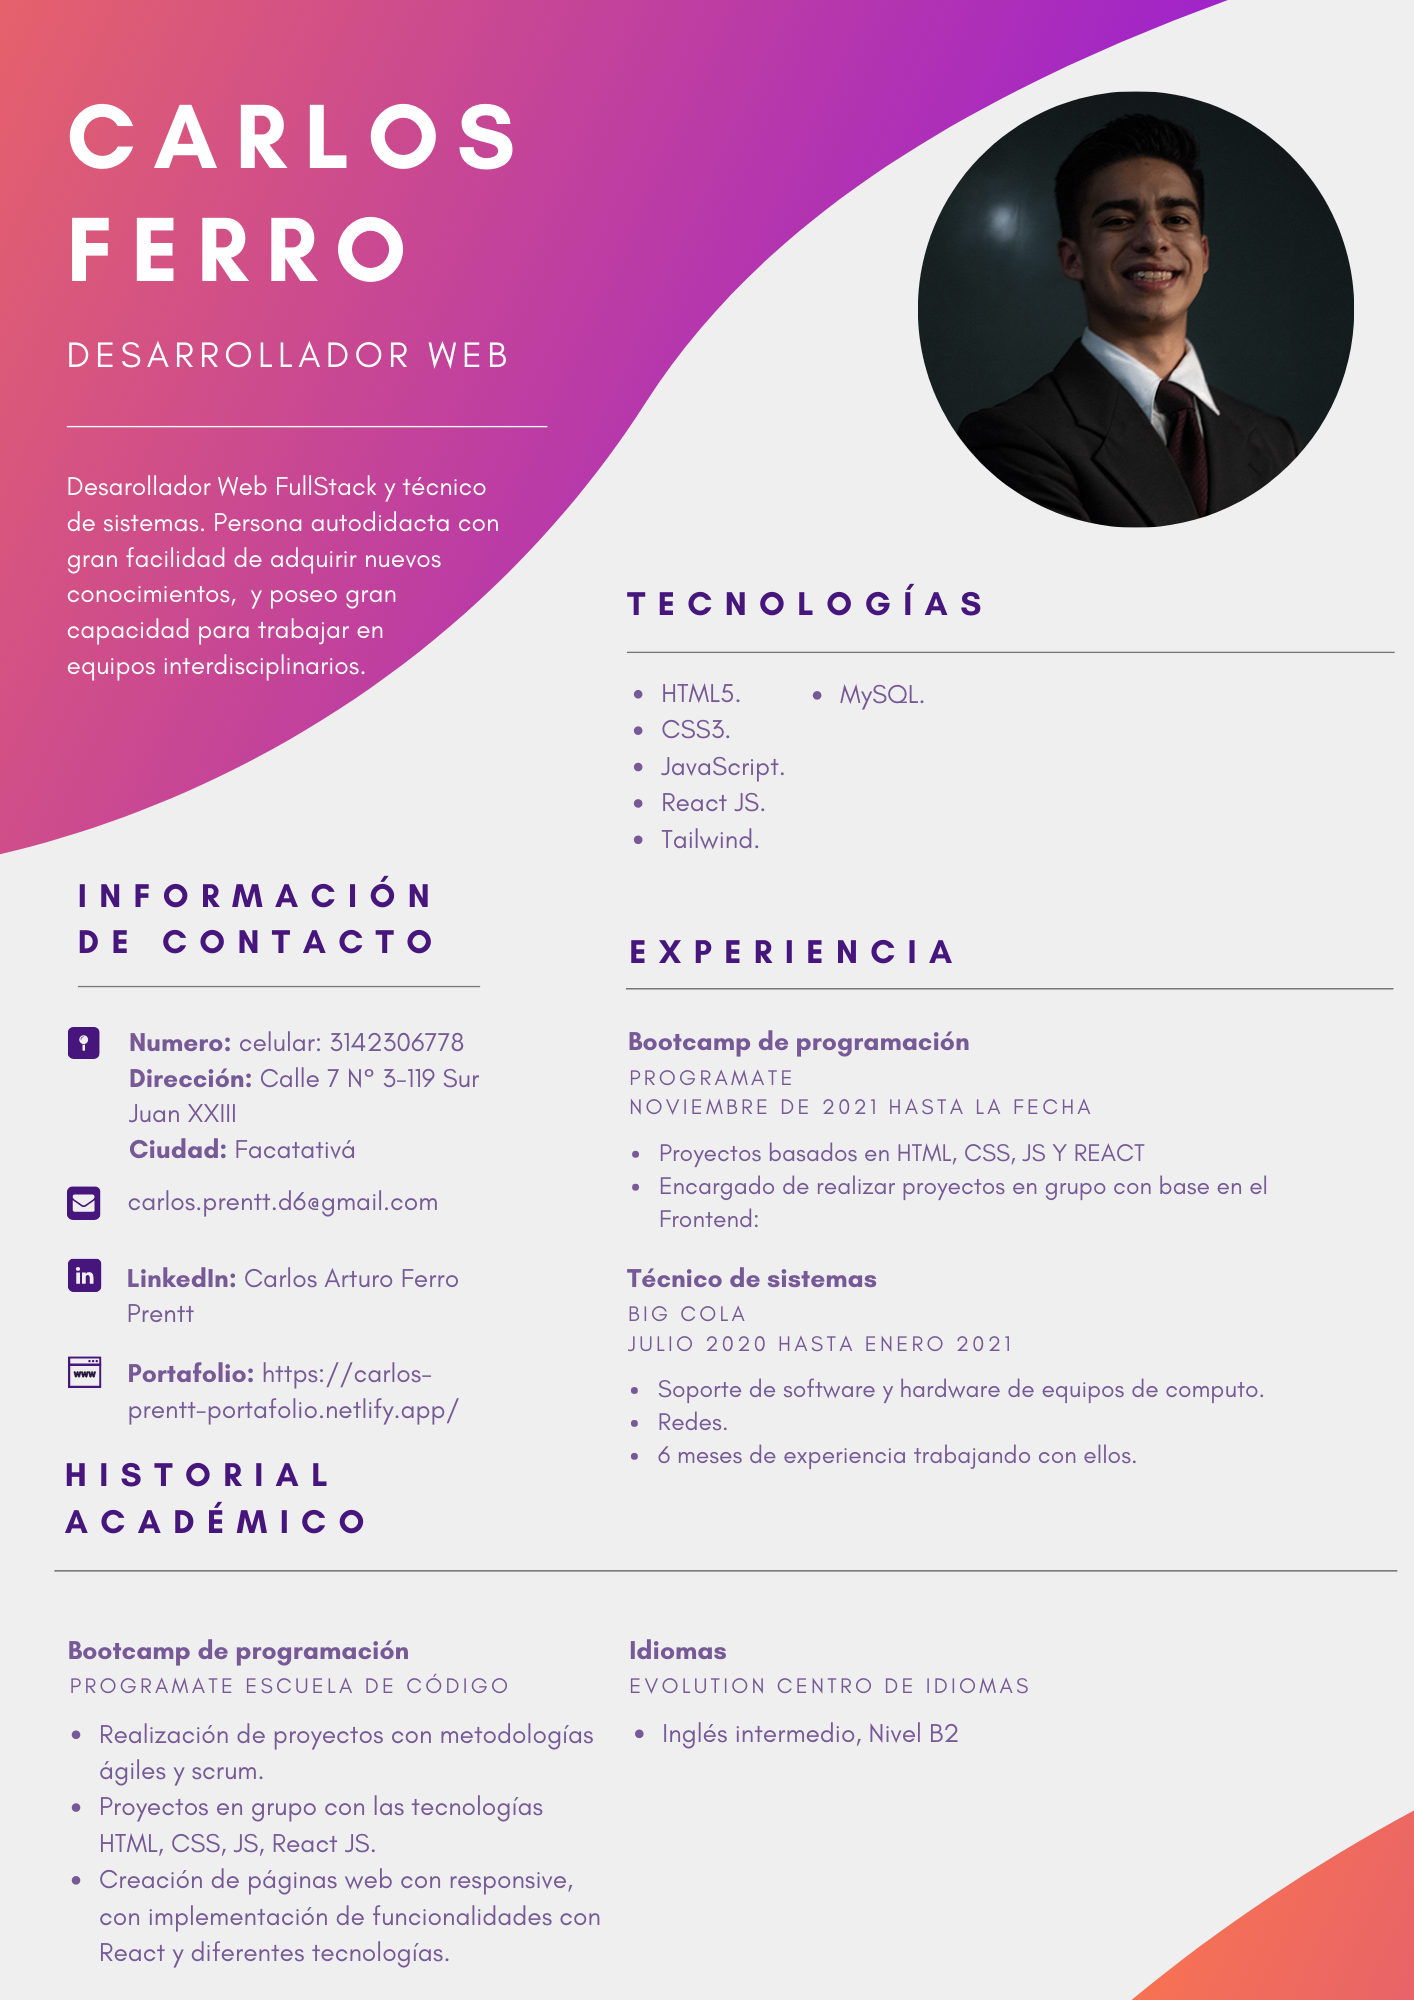 CARLOS
FERRO
DESARROLLADOR WEB
Desarollador Web FullStack y técnico
de sistemas. Persona autodidacta con
gran facilidad de adquirir nuevos
conocimientos,  y poseo gran
capacidad para trabajar en
equipos interdisciplinarios.
TECNOLOGÍAS
HTML5.
CSS3.
JavaScript.
React JS.
Tailwind.
MySQL.
INFORMACIÓN
DE CONTACTO
Numero: celular: 3142306778
Dirección: Calle 7 N° 3-119 Sur
Juan XXIII
Ciudad: Facatativá
carlos.prentt.d6@gmail.com
in
LinkedIn: Carlos Arturo Ferro
Prentt
www
Portafolio: https://carlos-
prentt-portafolio.netlify.app/
EXPERIENCIA
Bootcamp de programación
PROGRAMATE
NOVIEMBRE DE 2021 HASTA LA FECHA
Proyectos basados en HTML, CSS, JS Y REACT
Encargado de realizar proyectos en grupo con base en el
Frontend:
Técnico de sistemas
BIG COLA
JULIO 2020 HASTA ENERO 2021
Soporte de software y hardware de equipos de computo.
Redes.
6 meses de experiencia trabajando con ellos.
HISTORIAL
ACADÉMICO
Bootcamp de programación
PROGRAMATE ESCUELA DE CÓDIGO
Realización de proyectos con metodologías
ágiles y scrum.
Proyectos en grupo con las tecnologías
HTML, CSS, JS, React JS.
Creación de páginas web con responsive,
con implementación de funcionalidades con
React y diferentes tecnologías.
Idiomas
EVOLUTION CENTRO DE IDIOMAS
Inglés intermedio, Nivel B2